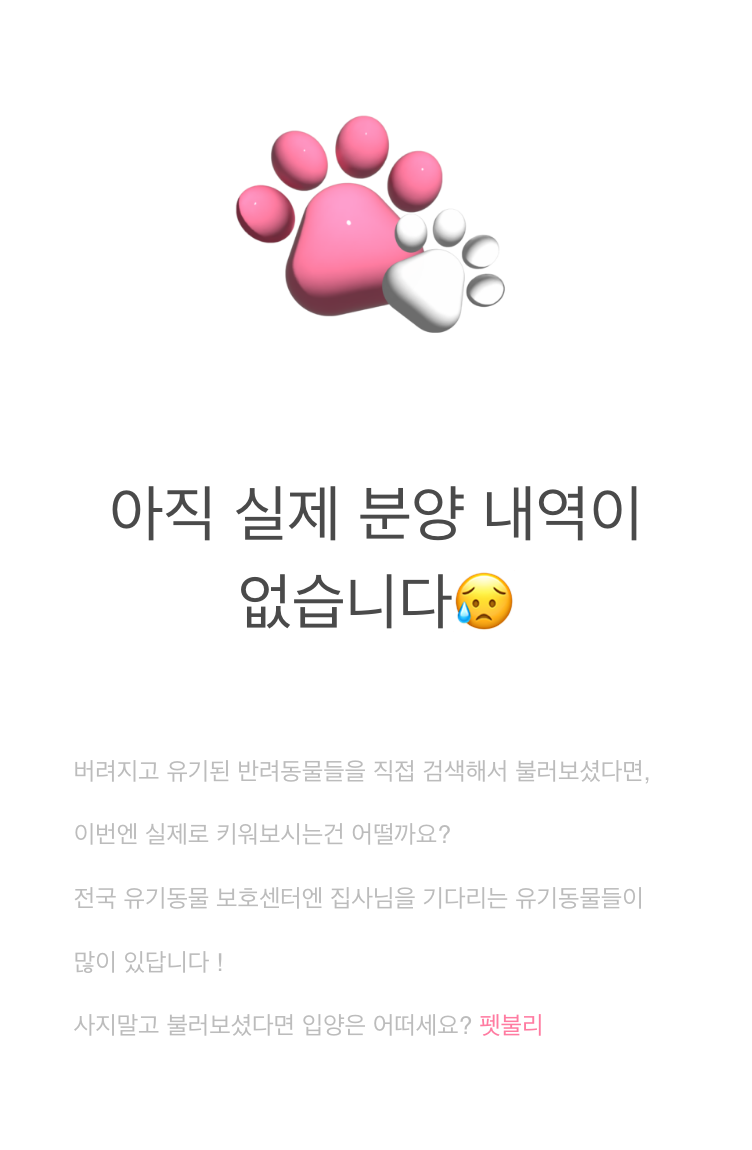 아직 실제 분양 내역이
없습니다😥
버려지고 유기된 반려동물들을 직접 검색해서 불러보셨다면,
이번엔 실제로 키워보시는건 어떨까요?
전국 유기동물 보호센터엔 집사님을 기다리는 유기동물들이
많이 있답니다 !
사지말고 불러보셨다면 입양은 어떠세요? 펫불리